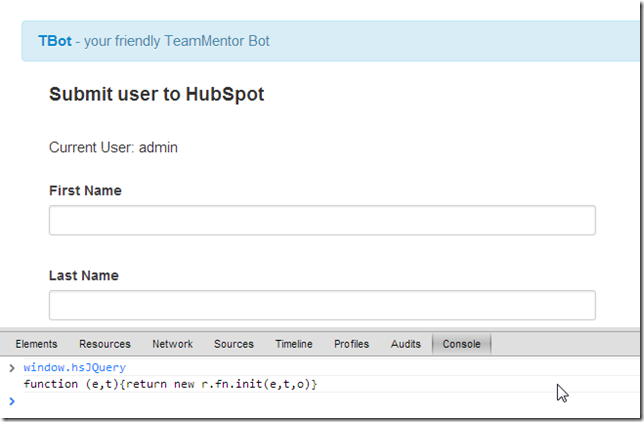 TBot - your friendly TeamMentor Bot
Submit user to HubSpot
Current User: admin
First Name
Last Name
Elements Resources Network Sources Timeline Profiles Audits Console
> window.hsJQuery
function (e,t){return new r.fn.init(e,t,o)}
>